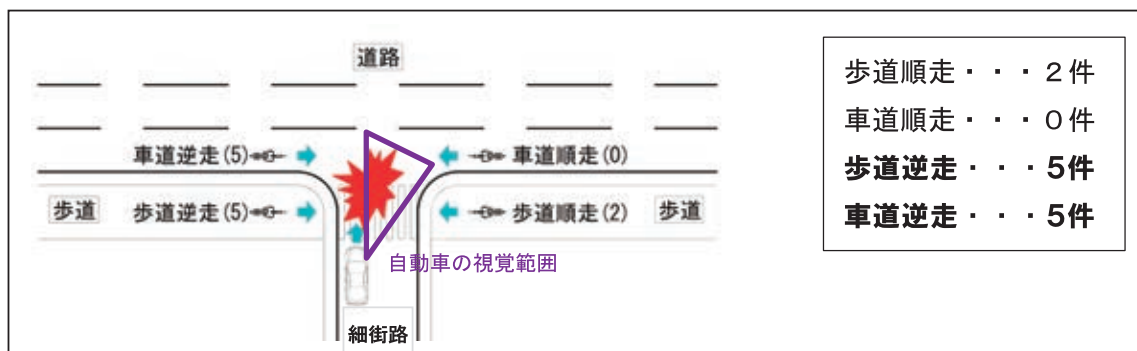 道路
車道逆走(5)
車道順走(0)
歩道
歩道逆走(5)
歩道順走(2)
歩道
自動車の視覚範囲
細街路
歩道順走・・・２件
車道順走・・・０件
歩道逆走・・・５件
車道逆走・・・５件